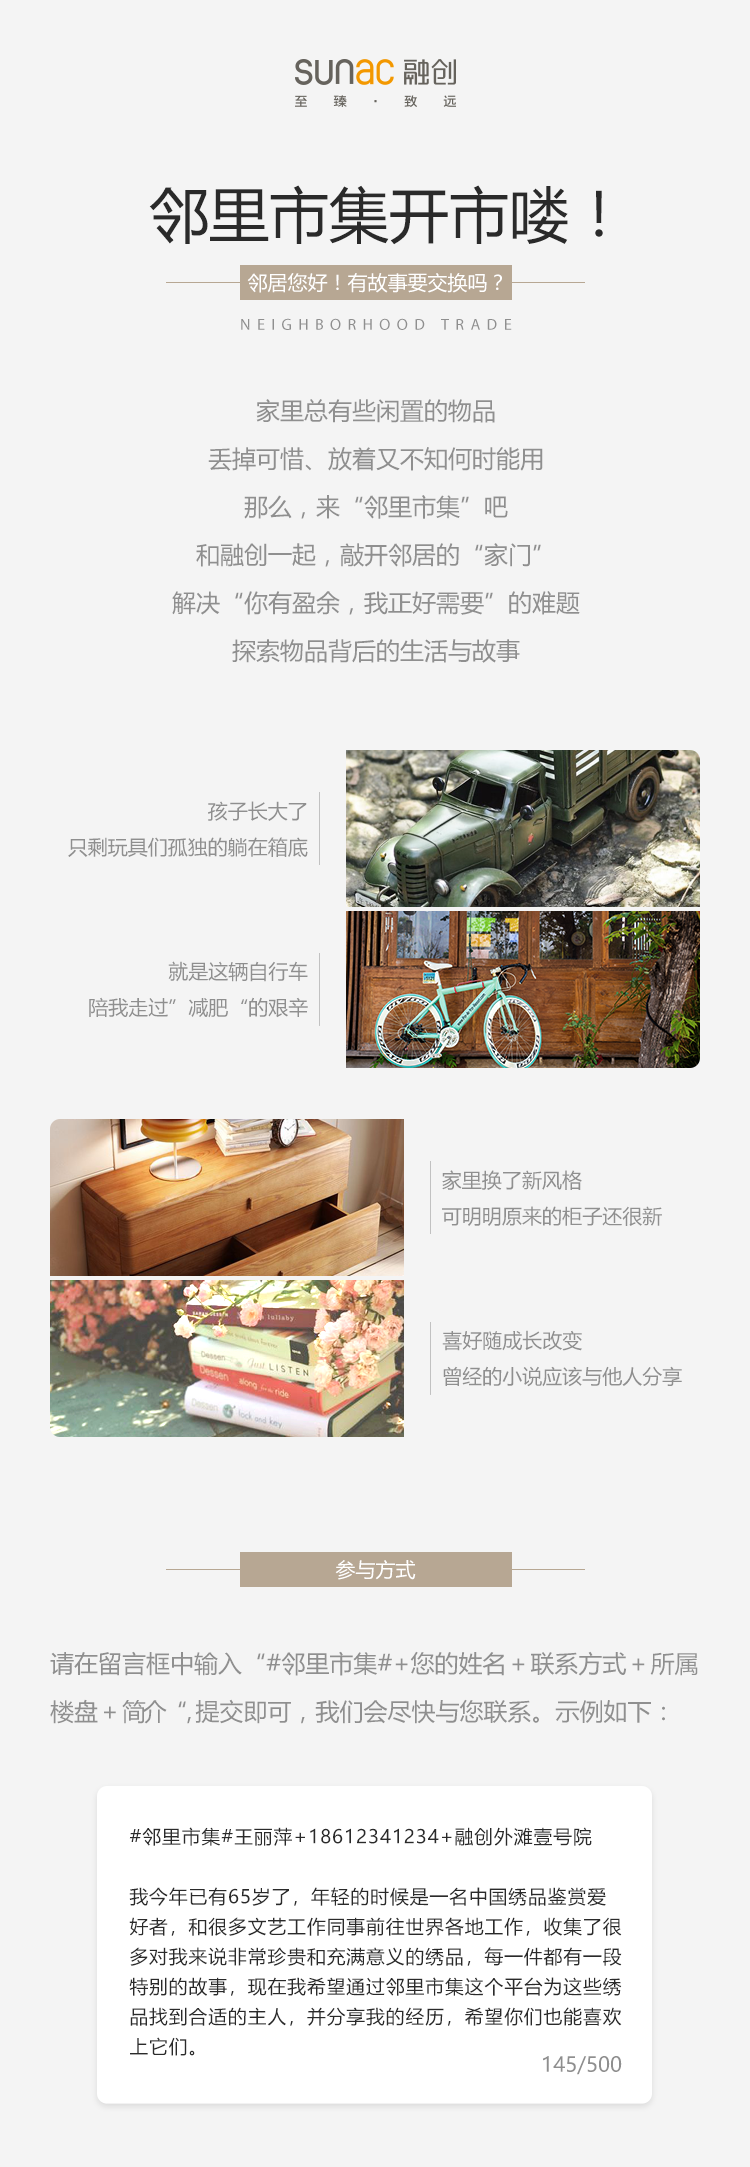 sunac 融创
至 臻 · 致 远
邻里市集开市喽！
邻居您好！有故事要交换吗？
NEIGHBORHOOD TRADE
家里总有些闲置的物品
丢掉可惜、放着又不知何时能用
那么，来“邻里市集”吧
和融创一起，敲开邻居的“家门”
解决“你有盈余，我正好需要”的难题
探索物品背后的生活与故事
孩子长大了
只剩玩具们孤独的躺在箱底
就是这辆自行车
陪我走过”减肥“的艰辛
家里换了新风格
可明明原来的柜子还很新
lullaby
Dessen
Just LISTEN
Dessen
along for the ride
Dessen
lock and key
喜好随成长改变
曾经的小说应该与他人分享
参与方式
请在留言框中输入“#邻里市集#+您的姓名＋联系方式＋所属
楼盘＋简介“,提交即可，我们会尽快与您联系。示例如下：
#邻里市集#王丽萍+18612341234+融创外滩壹号院
我今年已有65岁了，年轻的时候是一名中国绣品鉴赏爱
好者，和很多文艺工作同事前往世界各地工作，收集了很
多对我来说非常珍贵和充满意义的绣品，每一件都有一段
特别的故事，现在我希望通过邻里市集这个平台为这些绣
品找到合适的主人，并分享我的经历，希望你们也能喜欢
上它们。
145/500